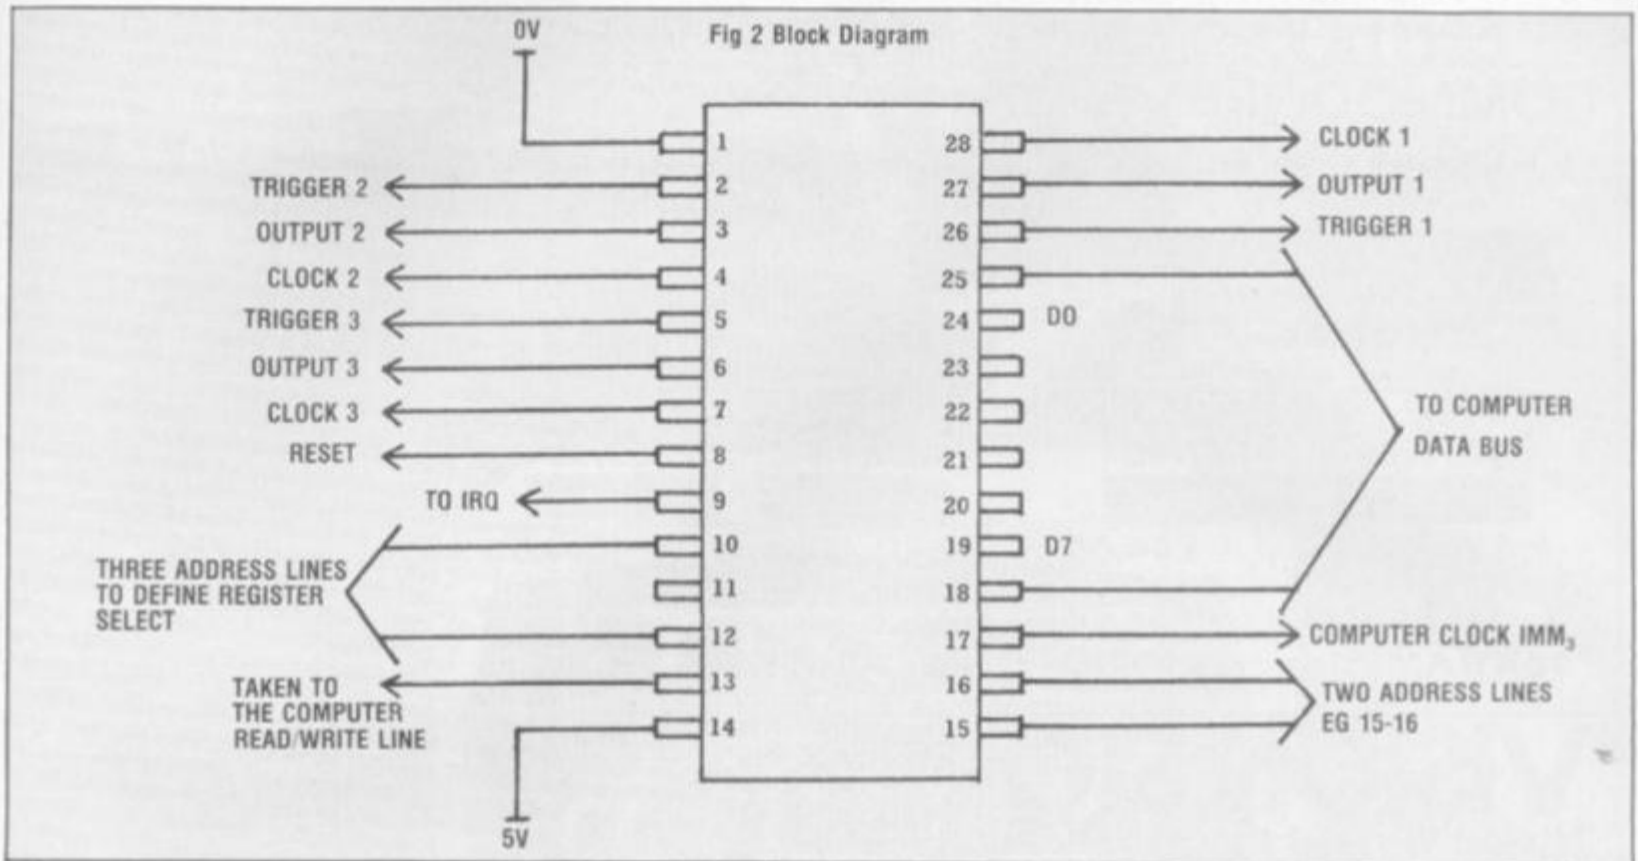 0V
Fig 2 Block Diagram
1
28
CLOCK 1
TRIGGER 2
2
27
OUTPUT 1
OUTPUT 2
3
26
TRIGGER 1
CLOCK 2
4
25
TRIGGER 3
5
24
D0
OUTPUT 3
6
23
CLOCK 3
7
22
TO COMPUTER
DATA BUS
RESET
8
21
TO IRQ
9
20
10
19
D7
THREE ADDRESS LINES
TO DEFINE REGISTER
SELECT
11
18
12
17
COMPUTER CLOCK IMM3
TAKEN TO
THE COMPUTER
READ/WRITE LINE
13
16
TWO ADDRESS LINES
EG 15-16
14
15
5V